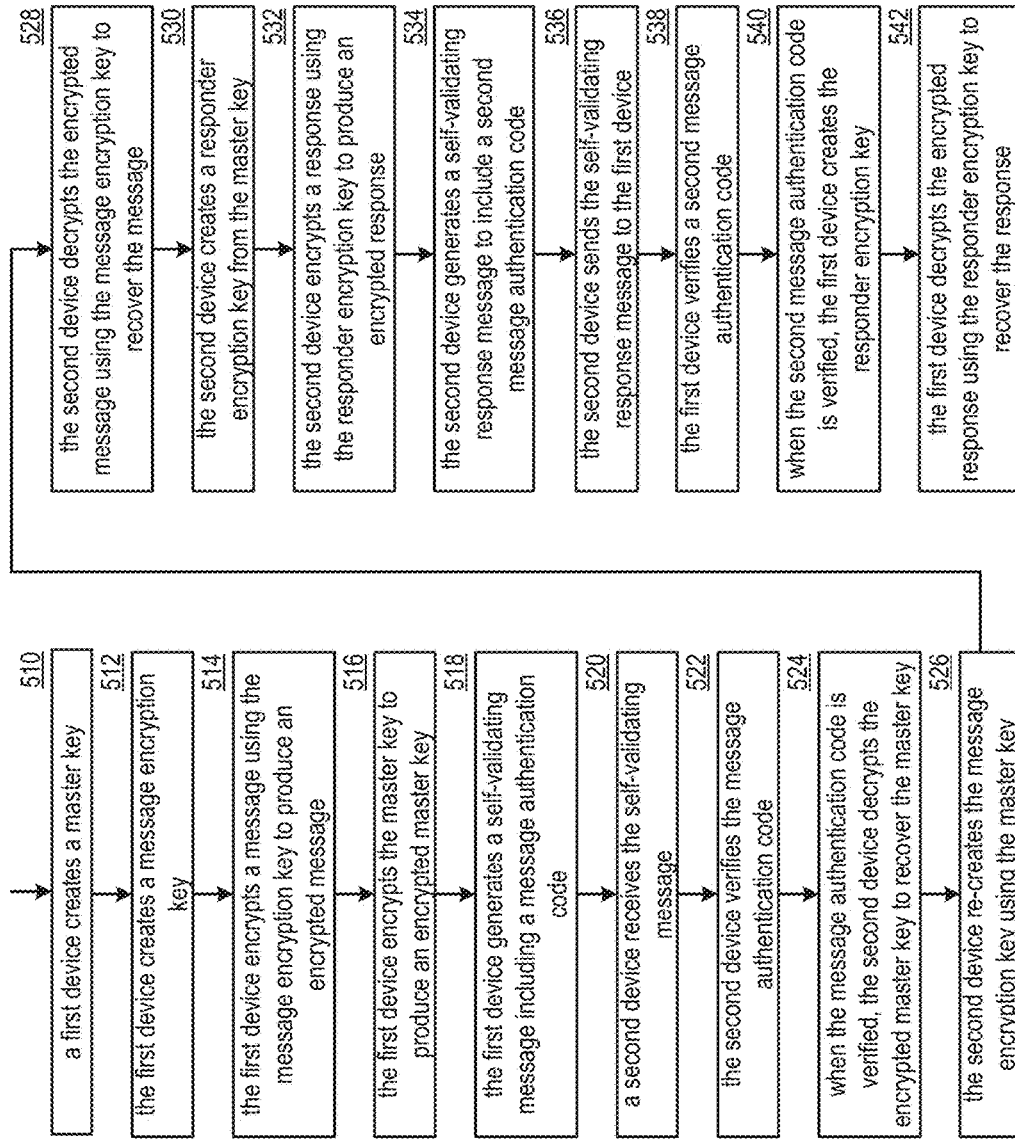 510
a first device creates a master key
512
the first device creates a message encryption
key
514
the first device encrypts a message using the
message encryption key to produce an
encrypted message
516
the first device encrypts the master key to
produce an encrypted master key
518
the first device generates a self-validating
message including a message authentication
code
520
a second device receives the self-validating
message
522
the second device verifies the message
authentication code
524
when the message authentication code is
verified, the second device decrypts the
encrypted master key to recover the master key
526
the second device re-creates the message
encryption key using the master key
528
the second device decrypts the encrypted
message using the message encryption key to
recover the message
530
the second device creates a responder
encryption key from the master key
532
the second device encrypts a response using
the responder encryption key to produce an
encrypted response
534
the second device generates a self-validating
response message to include a second
message authentication code
536
the second device sends the self-validating
response message to the first device
538
the first device verifies a second message
authentication code
540
when the second message authentication code
is verified, the first device creates the
responder encryption key
542
the first device decrypts the encrypted
response using the responder encryption key to
recover the response